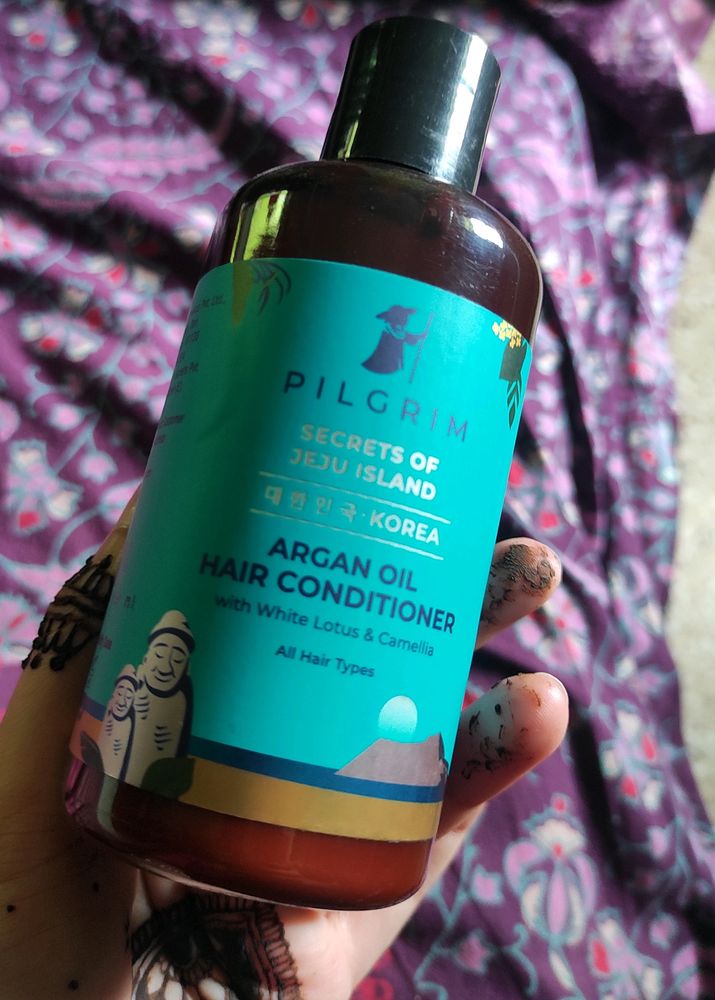 PILGRIM
SECRETS OF
JEJU ISLAND
대한민국·KOREA
ARGAN OIL
HAIR CONDITIONER
with White Lotus & Camellia
All Hair Types